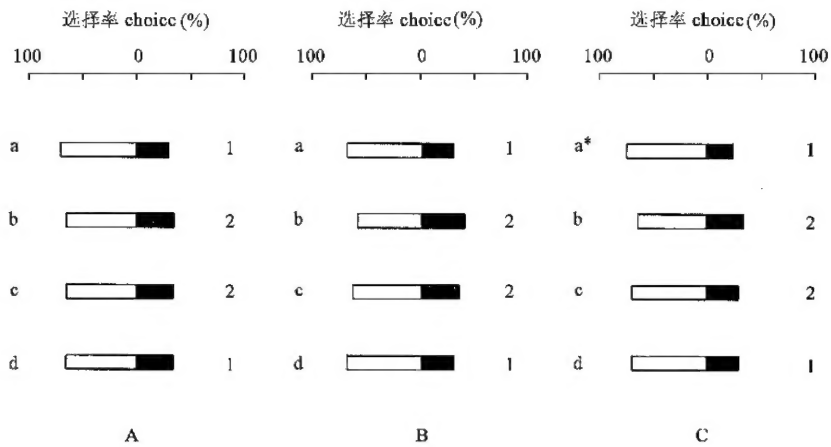 选择率 choice (%) 选择率 choice(%) 选择率 choice(%)
100 0 100 100 0 100 100 0 100
a 1 a 1 a* 1
b 2 b 2 b 2
c 2 c 2 c 2
d 1 d 1 d 1
A B C